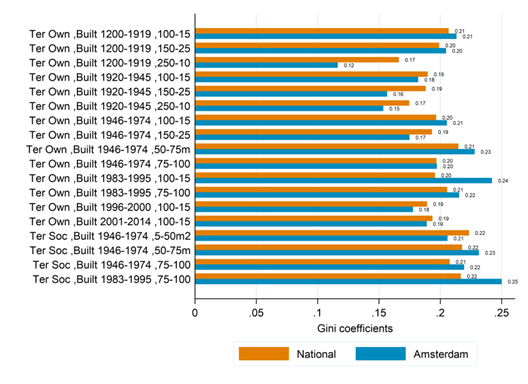 Ter Own ,Built 1200-1919 ,100-15 0.21 0.21
Ter Own ,Built 1200-1919 ,150-25 0.20 0.20
Ter Own ,Built 1200-1919 ,250-10 0.17 0.12
Ter Own ,Built 1920-1945 ,100-15 0.19 0.18
Ter Own ,Built 1920-1945 ,150-25 0.19 0.16
Ter Own ,Built 1920-1945 ,250-10 0.17 0.15
Ter Own ,Built 1946-1974 ,100-15 0.20 0.21
Ter Own ,Built 1946-1974 ,150-25 0.19 0.17
Ter Own ,Built 1946-1974 ,50-75m 0.21 0.23
Ter Own ,Built 1946-1974 ,75-100 0.20 0.20
Ter Own ,Built 1983-1995 ,100-15 0.20 0.24
Ter Own ,Built 1983-1995 ,75-100 0.21 0.22
Ter Own ,Built 1996-2000 ,100-15 0.19 0.18
Ter Own ,Built 2001-2014 ,100-15 0.19 0.19
Ter Soc ,Built 1946-1974 ,5-50m2 0.22 0.21
Ter Soc ,Built 1946-1974 ,50-75m 0.22 0.23
Ter Soc ,Built 1946-1974 ,75-100 0.21 0.22
Ter Soc ,Built 1983-1995 ,75-100 0.22 0.25
0 .05 .1 .15 .2 .25
Gini coefficients
National Amsterdam